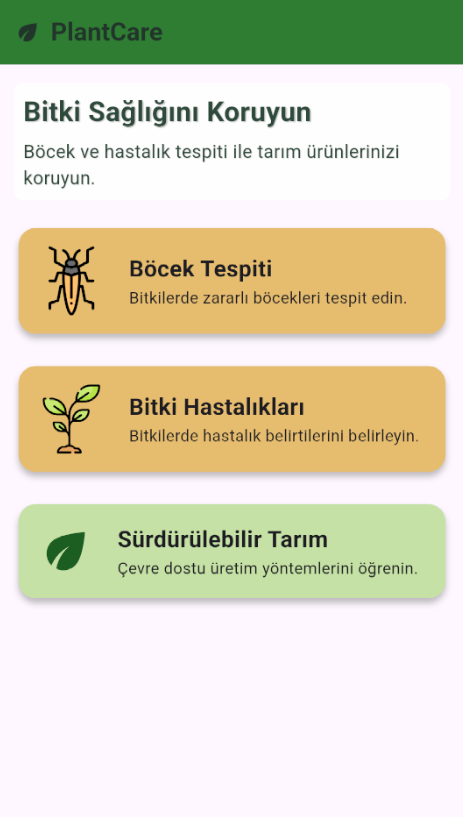 PlantCare
Bitki Sağlığını Koruyun
Böcek ve hastalık tespiti ile tarım ürünlerinizi
koruyun.
Böcek Tespiti
Bitkilerde zararlı böcekleri tespit edin.
Bitki Hastalıkları
Bitkilerde hastalık belirtilerini belirleyin.
Sürdürülebilir Tarım
Çevre dostu üretim yöntemlerini öğrenin.